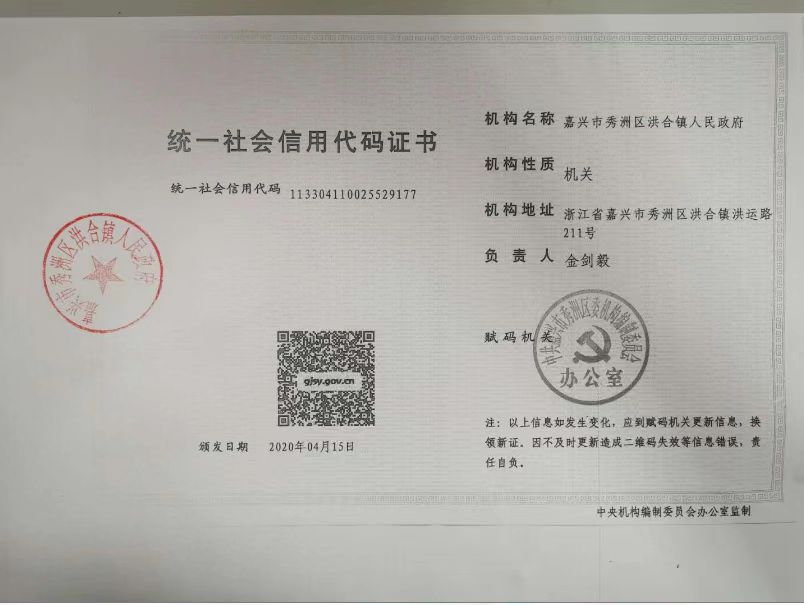 统一社会信用代码证书
统一社会信用代码 113304110025529177
嘉兴市秀洲区洪合镇人民政府
gjsy.gov.cn
颁发日期 2020年04月15日
机构名称 嘉兴市秀洲区洪合镇人民政府
机构性质 机关
机构地址 浙江省嘉兴市秀洲区洪合镇洪运路
211号
负责人 金剑毅
赋码机关
中共嘉兴市秀洲区委机构编制委员会
办公室
注：以上信息如发生变化，应到赋码机关更新信息，换
领新证。因不及时更新造成二维码失效等信息错误，责
任自负。
中央机构编制委员会办公室监制